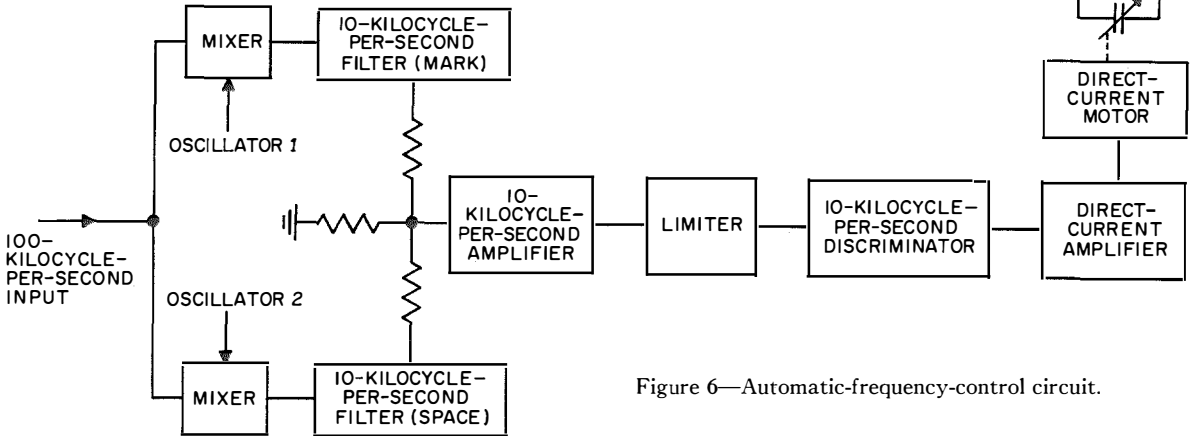 MIXER
10-KILOCYCLE-
PER-SECOND
FILTER (MARK)
OSCILLATOR 1
100-
KILOCYCLE-
PER-SECOND
INPUT
OSCILLATOR 2
MIXER
10-KILOCYCLE-
PER-SECOND
FILTER (SPACE)
10-
KILOCYCLE-
PER-SECOND
AMPLIFIER
LIMITER
10-KILOCYCLE-
PER-SECOND
DISCRIMINATOR
DIRECT-
CURRENT
AMPLIFIER
DIRECT-
CURRENT
MOTOR
Figure 6—Automatic-frequency-control circuit.